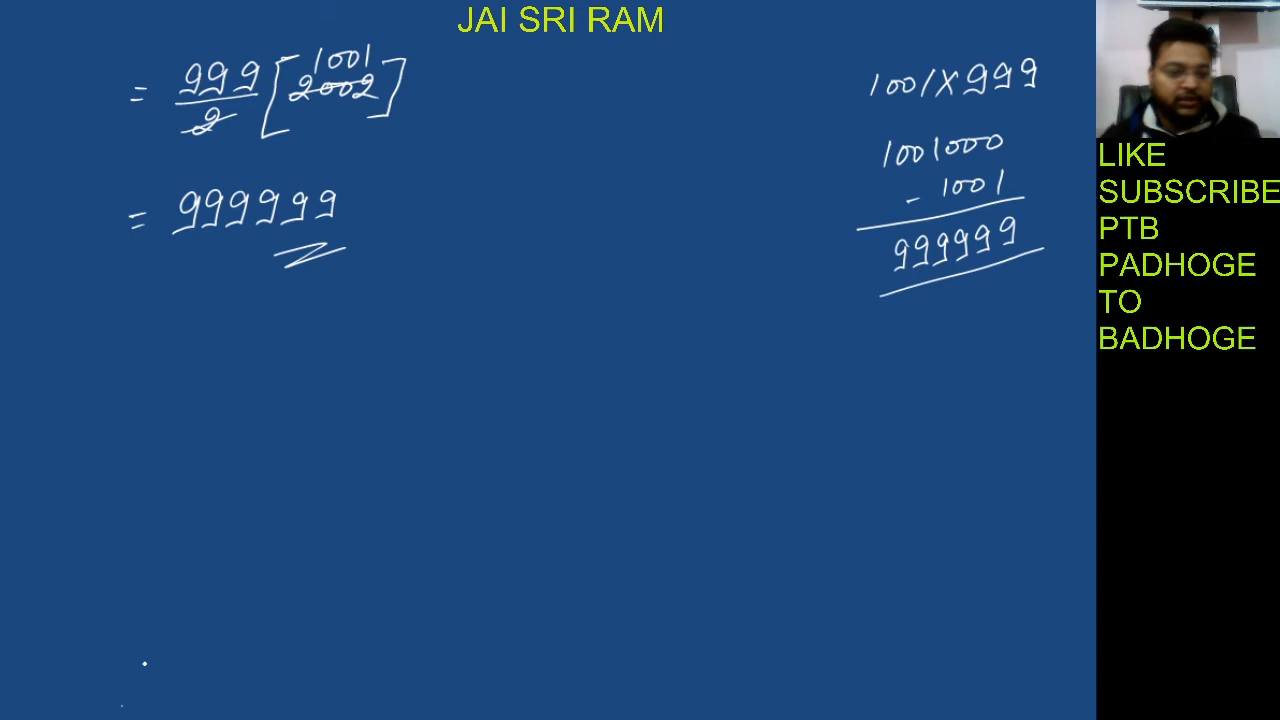 JAI SRI RAM
= 999/2 [2002] 1001
= 999999
1001 X 999
1001000
- 1001
999999
LIKE
SUBSCRIBE
PTB
PADHOGE
TO
BADHOGE